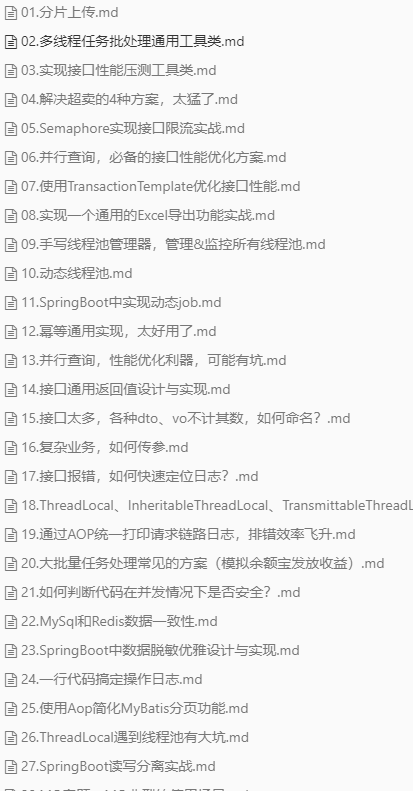 01.分片上传.md
02.多线程任务批处理通用工具类.md
03.实现接口性能压测工具类.md
04.解决超卖的4种方案，太猛了.md
05.Semaphore实现接口限流实战.md
06.并行查询，必备的接口性能优化方案.md
07.使用TransactionTemplate优化接口性能.md
08.实现一个通用的Excel导出功能实战.md
09.手写线程池管理器，管理&监控所有线程池.md
10.动态线程池.md
11.SpringBoot中实现动态job.md
12.幂等通用实现，太好用了.md
13.并行查询，性能优化利器，可能有坑.md
14.接口通用返回值设计与实现.md
15.接口太多，各种dto、vo不计其数，如何命名？.md
16.复杂业务，如何传参.md
17.接口报错，如何快速定位日志？.md
18.ThreadLocal、InheritableThreadLocal、TransmittableThreadL
19.通过AOP统一打印请求链路日志，排错效率飞升.md
20.大批量任务处理常见的方案（模拟余额宝发放收益）.md
21.如何判断代码在并发情况下是否安全？.md
22.MySql和Redis数据一致性.md
23.SpringBoot中数据脱敏优雅设计与实现.md
24.一行代码搞定操作日志.md
25.使用Aop简化MyBatis分页功能.md
26.ThreadLocal遇到线程池有大坑.md
27.SpringBoot读写分离实战.md